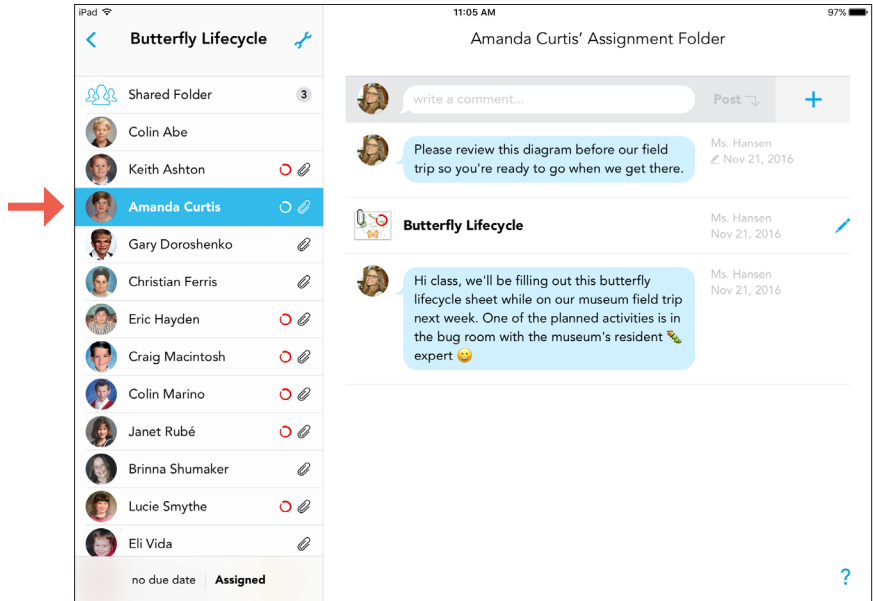 iPad
11:05 AM
97%
Butterfly Lifecycle
Amanda Curtis’ Assignment Folder
Shared Folder 3
Colin Abe
Keith Ashton
Amanda Curtis
Gary Doroshenko
Christian Ferris
Eric Hayden
Craig Macintosh
Colin Marino
Janet Rubé
Brinna Shumaker
Lucie Smythe
Eli Vida
no due date Assigned
write a comment... Post
Please review this diagram before our field
trip so you're ready to go when we get there.
Ms. Hansen
Nov 21, 2016
Butterfly Lifecycle
Ms. Hansen
Nov 21, 2016
Hi class, we'll be filling out this butterfly
lifecycle sheet while on our museum field trip
next week. One of the planned activities is in
the bug room with the museum's resident 🐛
expert 😀
Ms. Hansen
Nov 21, 2016
?